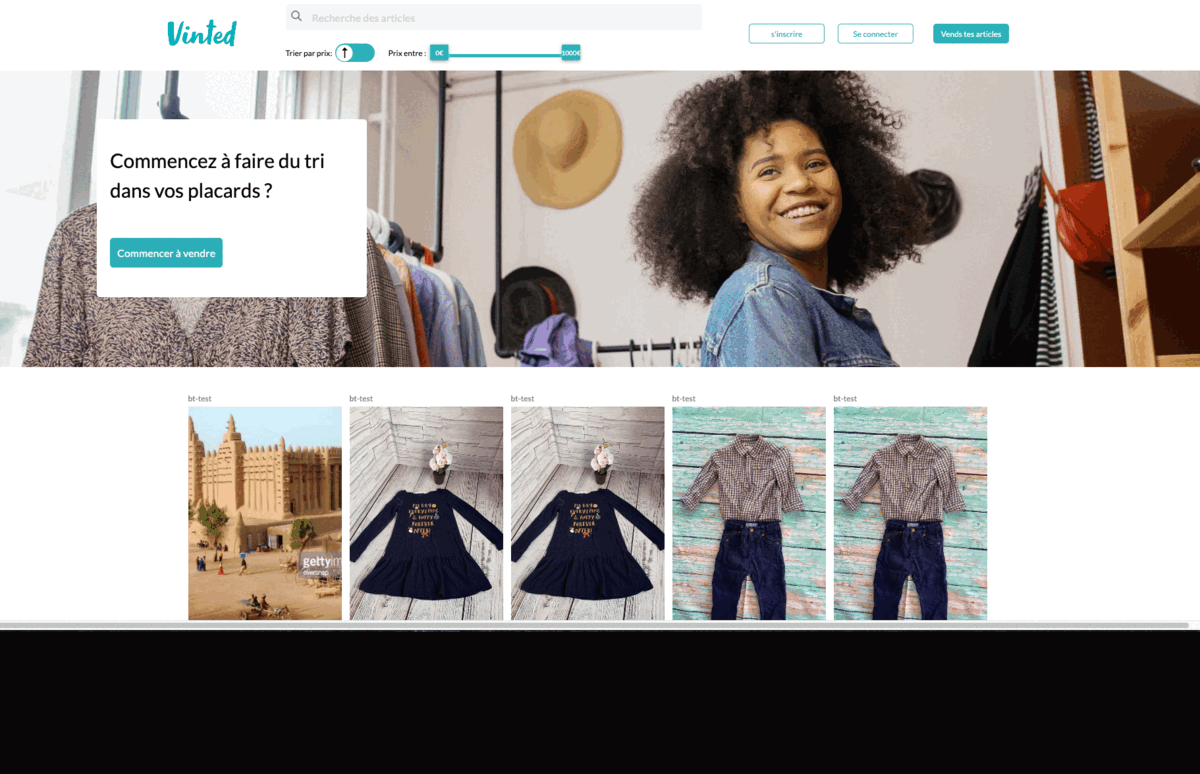 Vinted
Recherche des articles
s'inscrire
Se connecter
Vends tes articles
Trier par prix:
Prix entre :
0€
1000€
Commencez à faire du tri
dans vos placards ?
Commencer à vendre
bt-test
bt-test
bt-test
bt-test
bt-test
gettyim